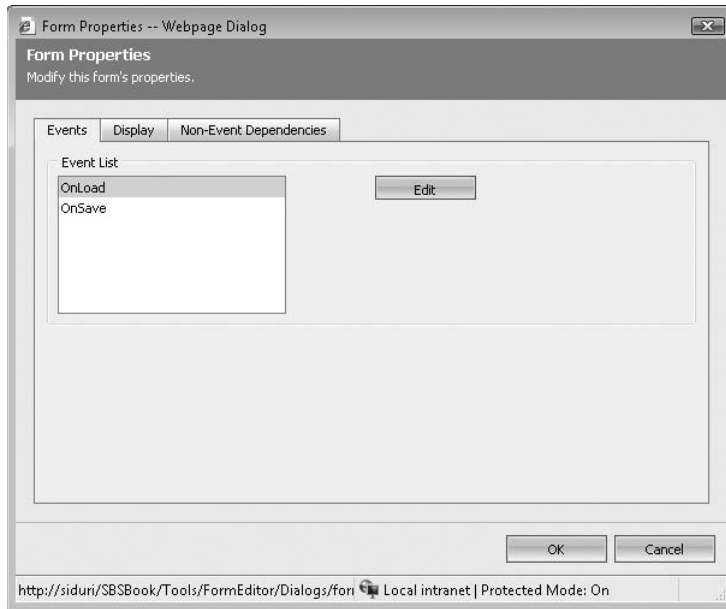 Form Properties -- Webpage Dialog
Form Properties
Modify this form's properties.
Events Display Non-Event Dependencies
Event List
OnLoad Edit
OnSave
OK Cancel
http://siduri/SBSBook/Tools/FormEditor/Dialogs/forr Local intranet | Protected Mode: On